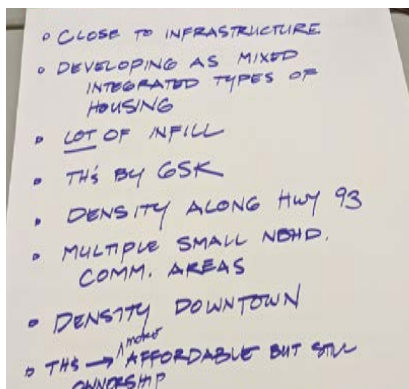 • CLOSE TO INFRASTRUCTURE
• DEVELOPING AS MIXED
INTEGRATED TYPES OF
HOUSING
• LOT OF INFILL
• TH'S BY GSK
• DENSITY ALONG HWY 93
• MULTIPLE SMALL NBHD.
COMM. AREAS
• DENSITY DOWNTOWN
• THS → AFFORDABLE BUT STILL
OWNERSHIP